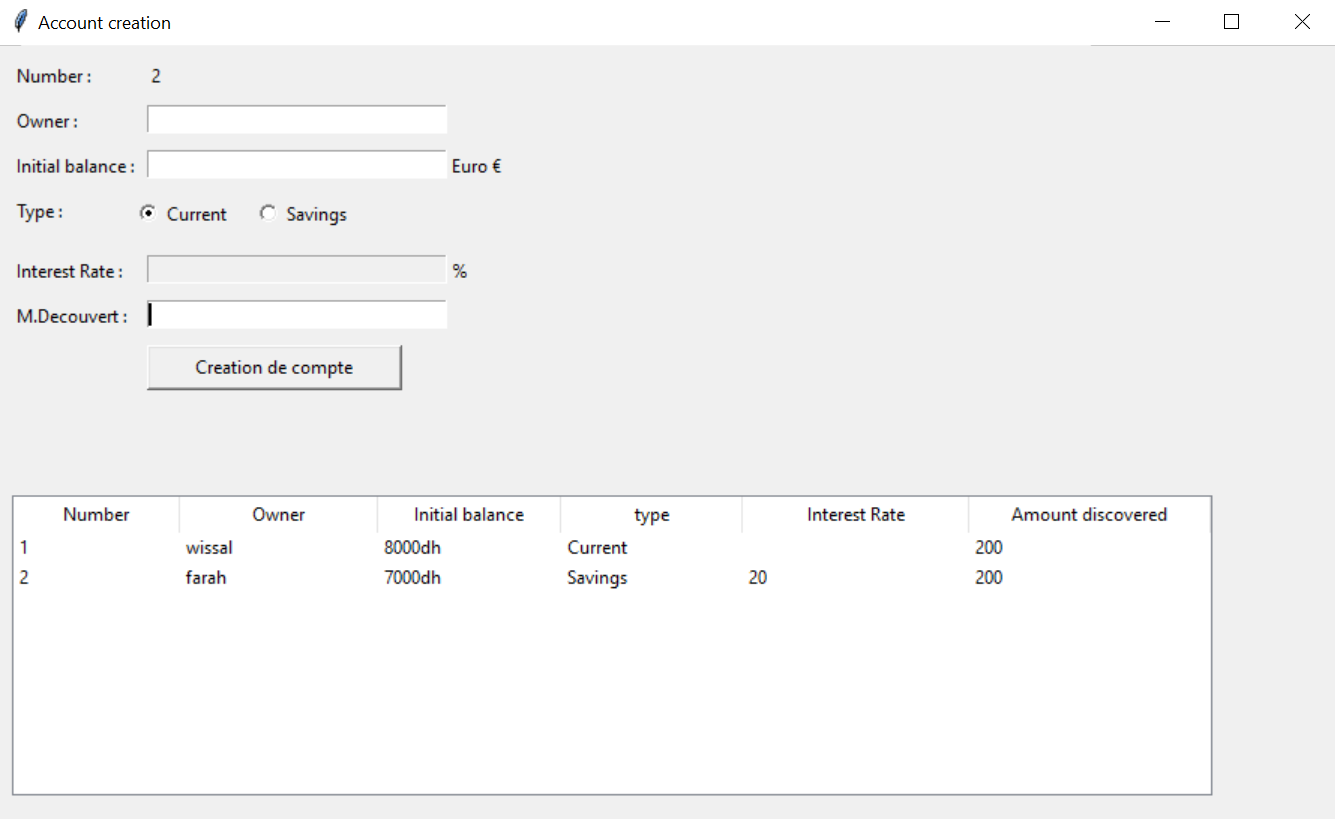 Account creation
Number : 2
Owner :
Initial balance : Euro €
Type : Current Savings
Interest Rate : %
M.Decouvert :
Creation de compte
Number Owner Initial balance type Interest Rate Amount discovered
1 wissal 8000dh Current 200
2 farah 7000dh Savings 20 200